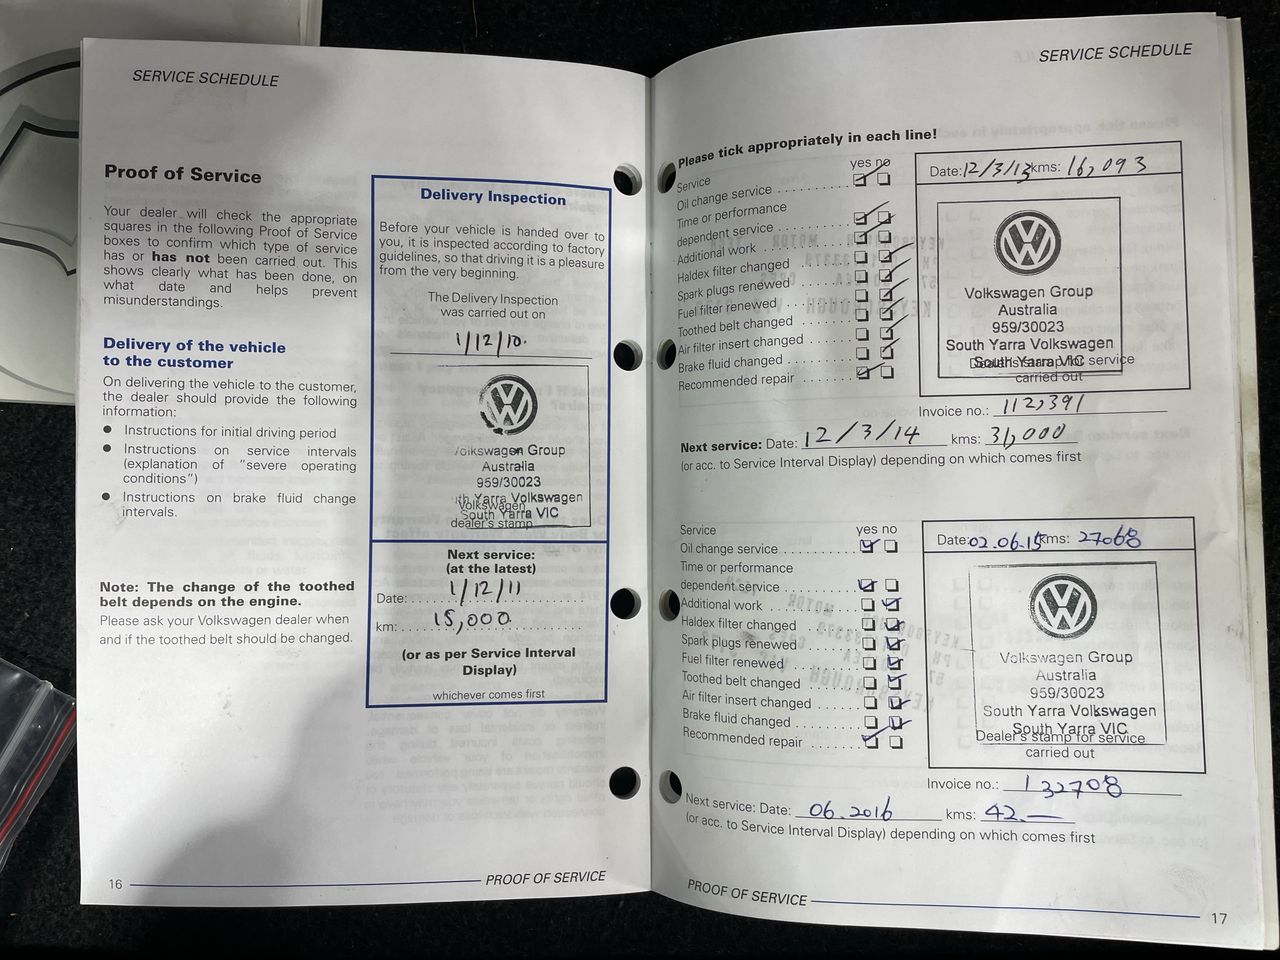 SERVICE SCHEDULE
Proof of Service
Your dealer will check the appropriate
squares in the following Proof of Service
boxes to confirm which type of service
has or has not been carried out. This
shows clearly what has been done, on
what date and helps prevent
misunderstandings.
Delivery of the vehicle
to the customer
On delivering the vehicle to the customer,
the dealer should provide the following
information:
● Instructions for initial driving period
● Instructions on service intervals
(explanation of "severe operating
conditions")
● Instructions on brake fluid change
intervals.
Note: The change of the toothed
belt depends on the engine.
Please ask your Volkswagen dealer when
and if the toothed belt should be changed.
Delivery Inspection
Before your vehicle is handed over to
you, it is inspected according to factory
guidelines, so that driving it is a pleasure
from the very beginning.
The Delivery Inspection
was carried out on
1/12/10.
Volkswagen Group
Australia
959/30023
th Yarra Volkswagen
Volkswagen
South Yarra VIC
dealer's stamp
Next service:
(at the latest)
Date: 1/12/11
km: 15,000
(or as per Service Interval
Display)
whichever comes first
16 PROOF OF SERVICE
SERVICE SCHEDULE
Please tick appropriately in each line!
yes no
Service
Oil change service
Time or performance
dependent service
Additional work
Haldex filter changed
Spark plugs renewed
Fuel filter renewed
Toothed belt changed
Air filter insert changed
Brake fluid changed
Recommended repair
Date: 12/3/13 kms: 16,093
Volkswagen Group
Australia
959/30023
South Yarra Volkswagen
South Yarra VIC
Dealer's stamp for service
carried out
Invoice no.: 112,391
Next service: Date: 12/3/14 kms: 31,000
(or acc. to Service Interval Display) depending on which comes first
Service
yes no
Oil change service
Time or performance
dependent service
Additional work
Haldex filter changed
Spark plugs renewed
Fuel filter renewed
Toothed belt changed
Air filter insert changed
Brake fluid changed
Recommended repair
Date: 02.06.15 kms: 27068
Volkswagen Group
Australia
959/30023
South Yarra Volkswagen
South Yarra VIC
Dealer's stamp for service
carried out
Invoice no.: 132708
Next service: Date: 06.2016 kms: 42.—
(or acc. to Service Interval Display) depending on which comes first
PROOF OF SERVICE 17